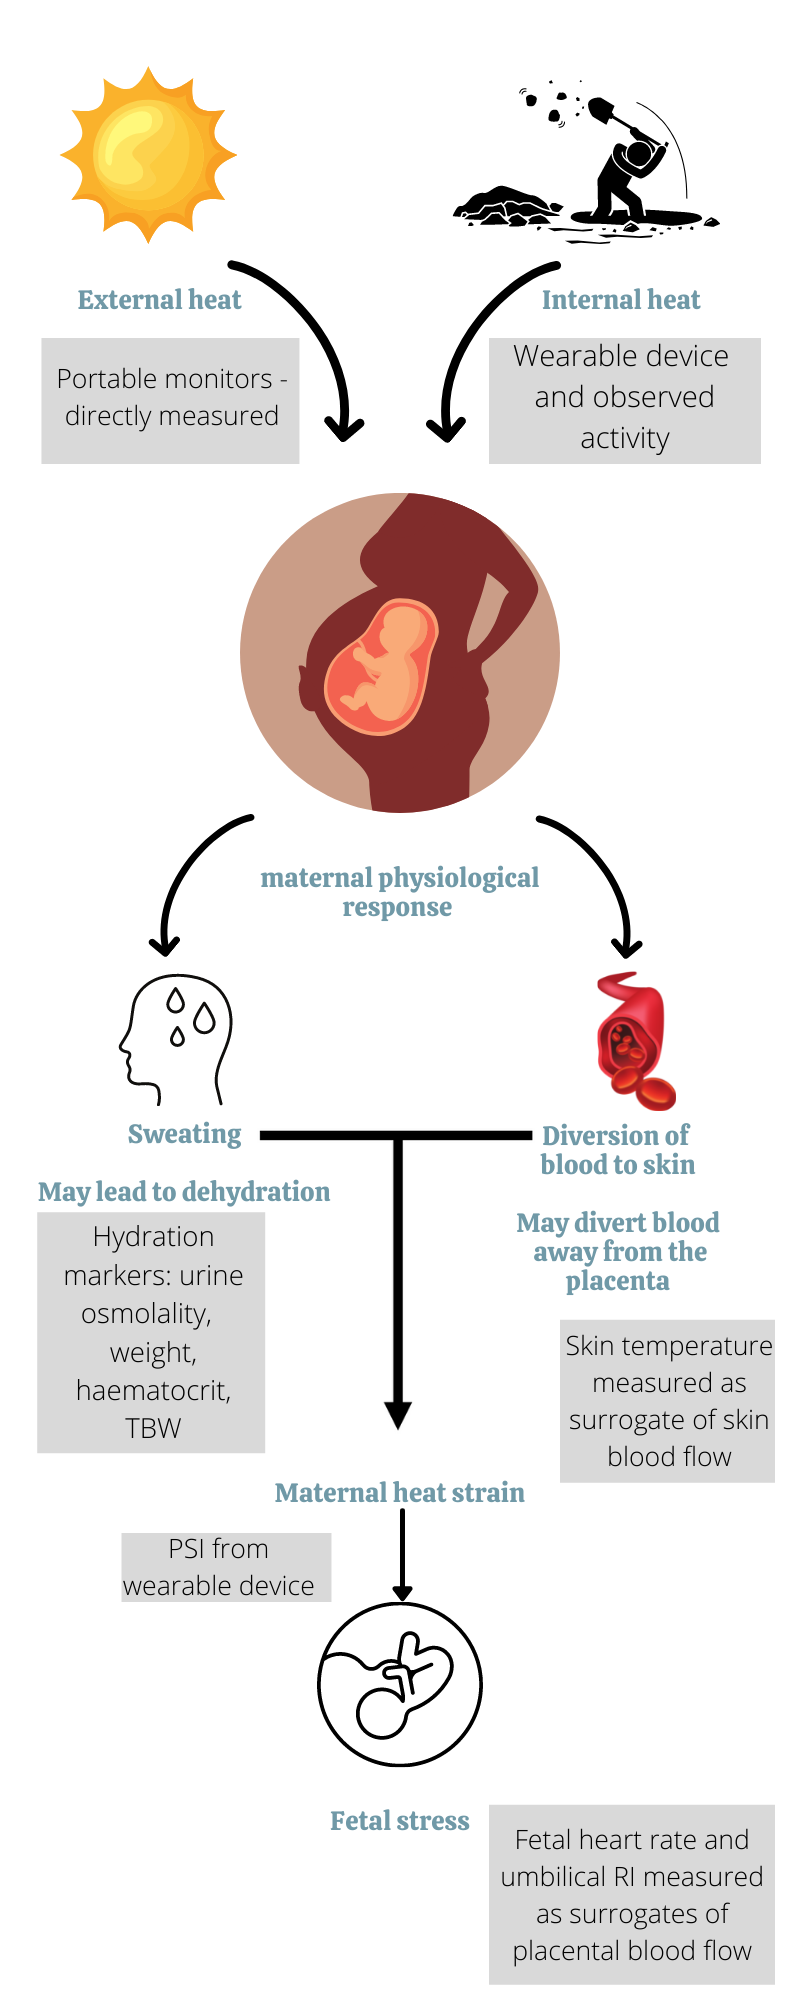 External heat
Internal heat
Portable monitors -
directly measured
Wearable device
and observed
activity
maternal physiological
response
Sweating
Diversion of
blood to skin
May lead to dehydration
May divert blood
away from the
placenta
Hydration
markers: urine
osmolality,
weight,
haematocrit,
TBW
Skin temperature
measured as
surrogate of skin
blood flow
Maternal heat strain
PSI from
wearable device
Fetal stress
Fetal heart rate and
umbilical RI measured
as surrogates of
placental blood flow